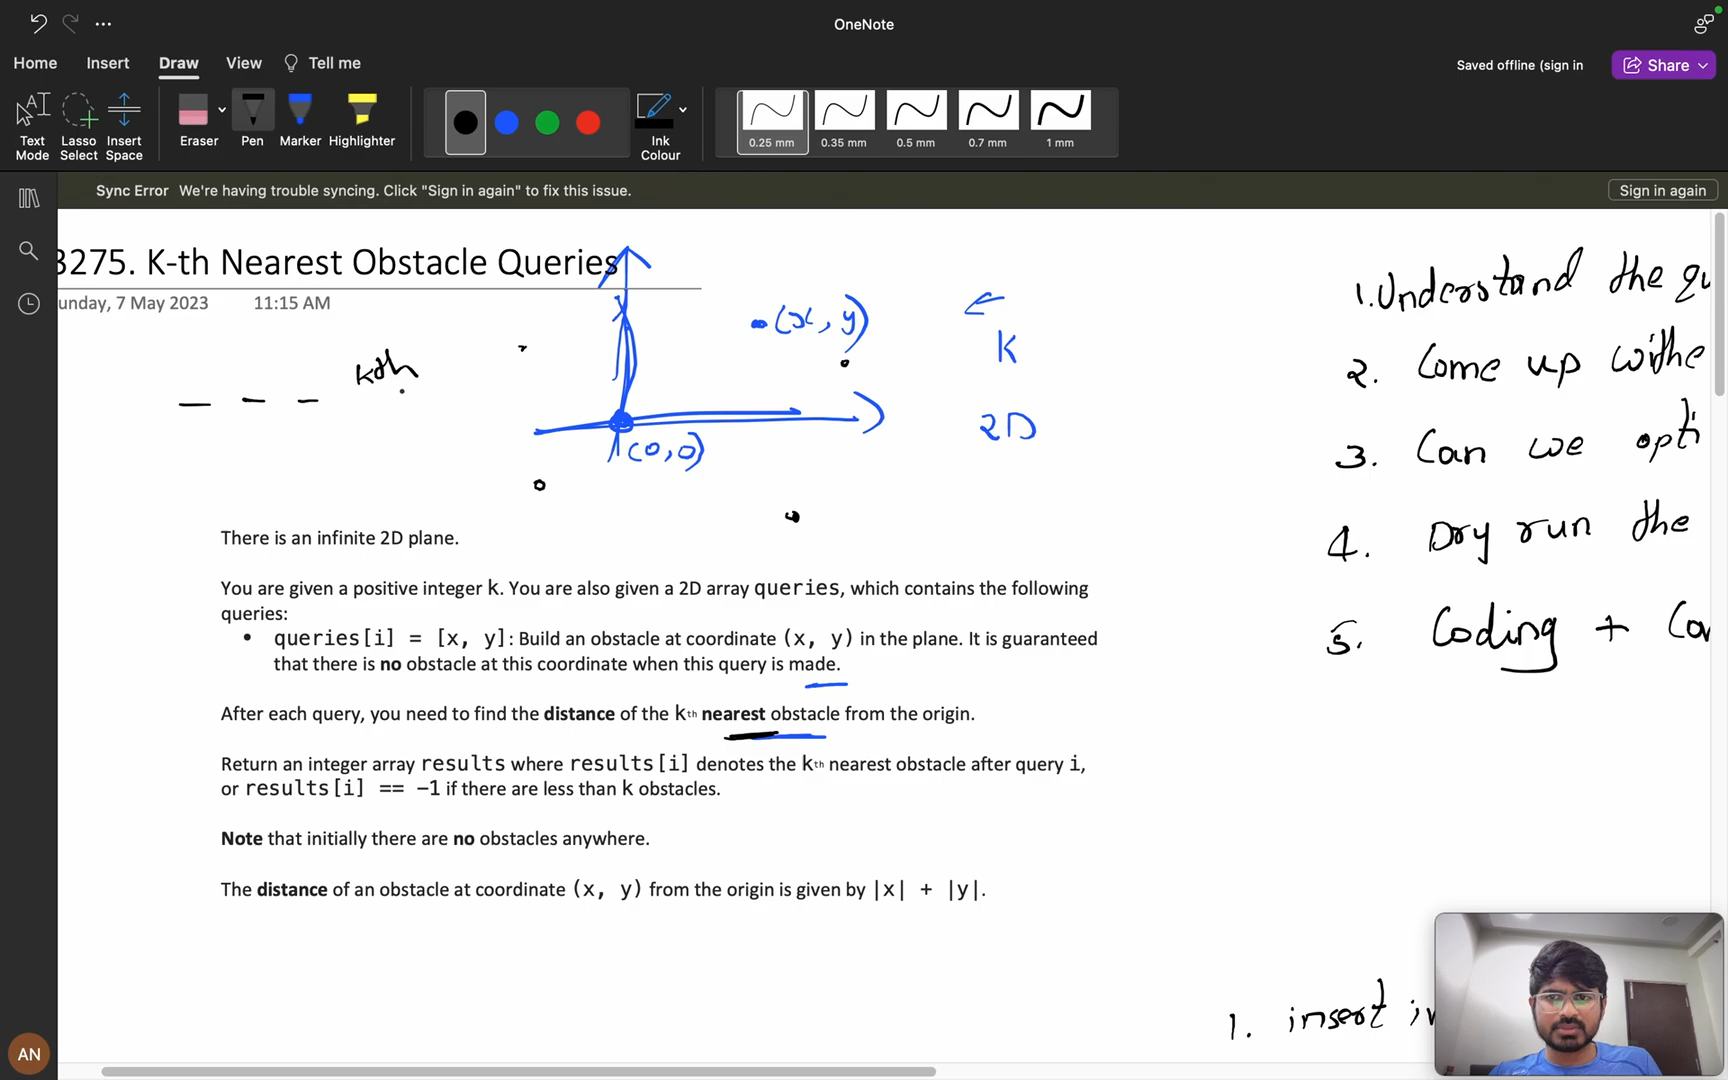 OneNote
Home Insert Draw View Tell me
Saved offline (sign in
Share
Text Mode
Lasso Select
Insert Space
Eraser
Pen
Marker
Highlighter
Ink Colour
0.25 mm
0.35 mm
0.5 mm
0.7 mm
1 mm
Sync Error We're having trouble syncing. Click "Sign in again" to fix this issue.
Sign in again
3275. K-th Nearest Obstacle Queries
unday, 7 May 2023 11:15 AM
(x, y)
K
kth
2D
(0,0)
1. Understand the qu
2. Come up withe
3. Can we opti
4. Dry run the
5. Coding + Co
There is an infinite 2D plane.
You are given a positive integer k. You are also given a 2D array queries, which contains the following
queries:
• queries[i] = [x, y]: Build an obstacle at coordinate (x, y) in the plane. It is guaranteed
that there is no obstacle at this coordinate when this query is made.
After each query, you need to find the distance of the kth nearest obstacle from the origin.
Return an integer array results where results[i] denotes the kth nearest obstacle after query i,
or results[i] == -1 if there are less than k obstacles.
Note that initially there are no obstacles anywhere.
The distance of an obstacle at coordinate (x, y) from the origin is given by |x| + |y|.
1. insert
AN